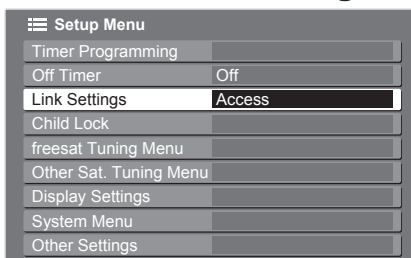 Setup Menu
Timer Programming
Off Timer Off
Link Settings Access
Child Lock
freesat Tuning Menu
Other Sat. Tuning Menu
Display Settings
System Menu
Other Settings